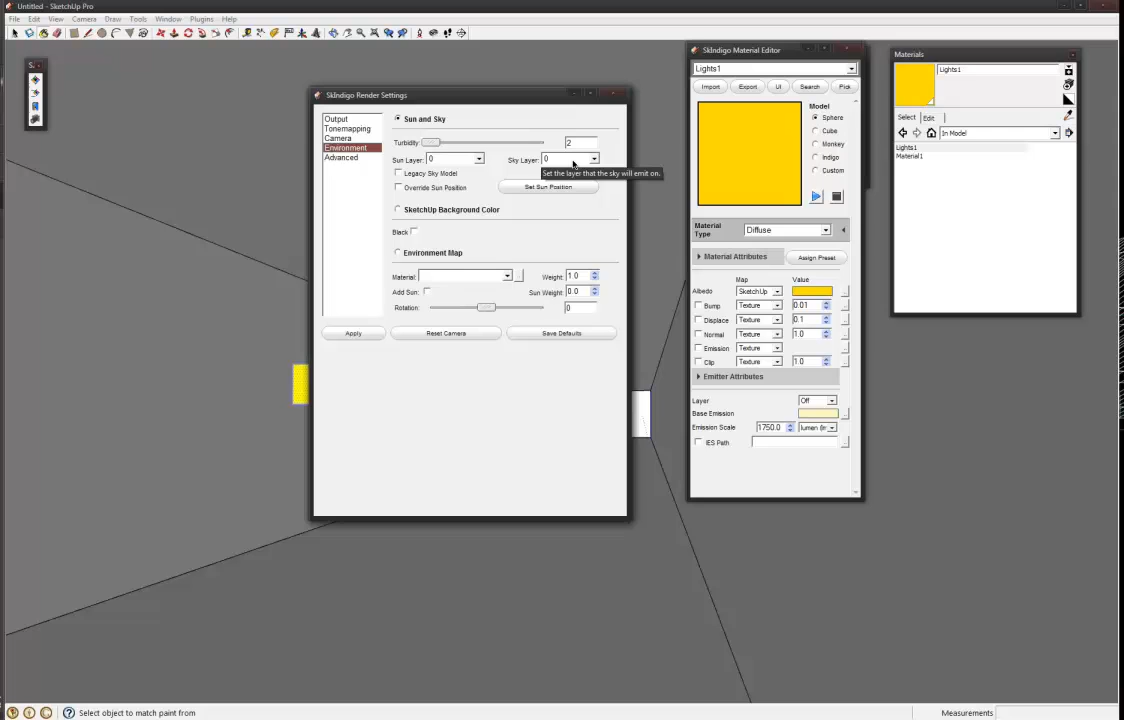 Untitled - SketchUp Pro
File Edit View Camera Draw Tools Window Plugins Help
S..
SkIndigo Render Settings
Output
Tonemapping
Camera
Environment
Advanced
Sun and Sky
Turbidity: 2
Sun Layer: 0 Sky Layer: 0
Set the layer that the sky will emit on.
Legacy Sky Model
Override Sun Position Set Sun Position
SketchUp Background Color
Black
Environment Map
Material: ... Weight: 1.0
Add Sun: Sun Weight: 0.0
Rotation: 0
Apply Reset Camera Save Defaults
SkIndigo Material Editor
Lights1
Import Export UI Search Pick
Model
Sphere
Cube
Monkey
Indigo
Custom
Material Type Diffuse
Material Attributes Assign Preset
Map Value
Albedo SketchUp
Bump Texture 0.01
Displace Texture 0.1
Normal Texture 1.0
Emission Texture
Clip Texture 1.0
Emitter Attributes
Layer Off
Base Emission
Emission Scale 1750.0 lumen (lm
IES Path
Materials
Lights1
Select Edit
In Model
Lights1
Material1
Select object to match paint from
Measurements